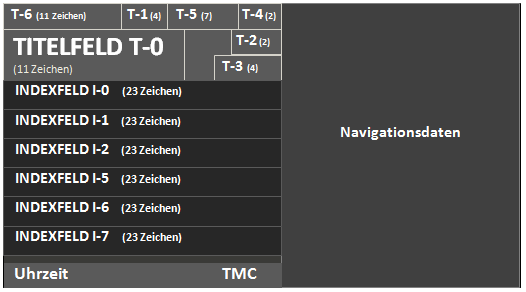 T-6 (11 Zeichen) T-1 (4) T-5 (7) T-4 (2)
TITELFELD T-0 T-2 (2)
(11 Zeichen) T-3 (4)
INDEXFELD I-0 (23 Zeichen)
INDEXFELD I-1 (23 Zeichen)
INDEXFELD I-2 (23 Zeichen)
INDEXFELD I-5 (23 Zeichen)
INDEXFELD I-6 (23 Zeichen)
INDEXFELD I-7 (23 Zeichen)
Uhrzeit TMC
Navigationsdaten